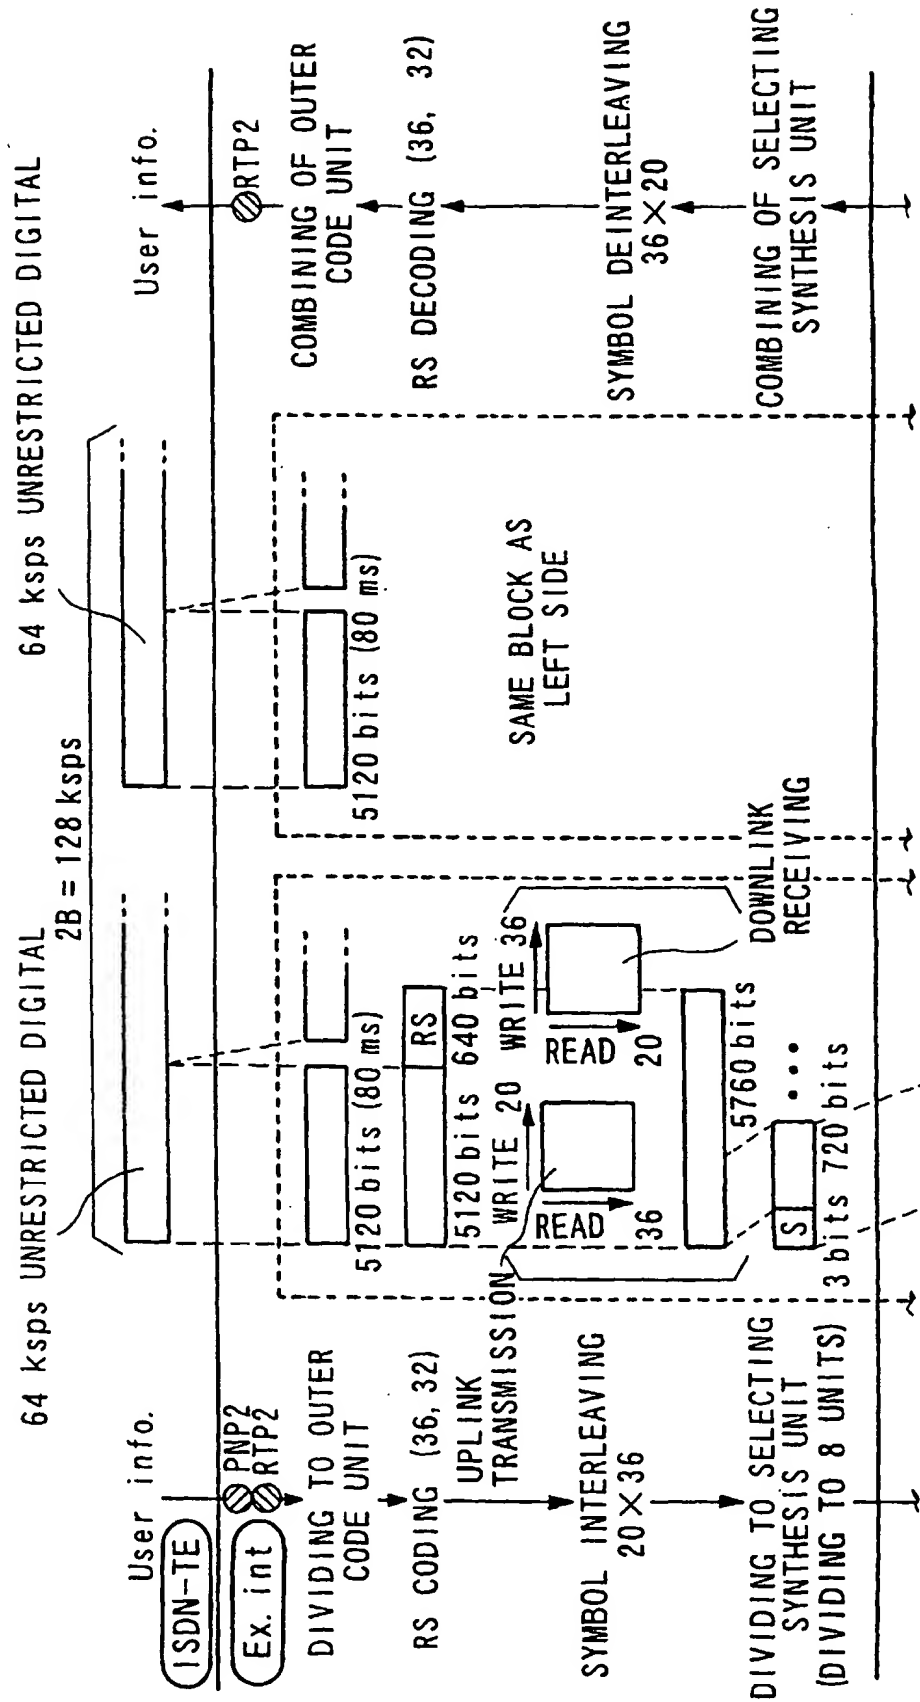 64 ksps UNRESTRICTED DIGITAL
64 ksps UNRESTRICTED DIGITAL
2B = 128 ksps
User info.
User info.
ISDN-TE
Ex. int
PNP2
RTP2
RTP2
DIVIDING TO OUTER
CODE UNIT
5120 bits (80 ms)
5120 bits (80 ms)
COMBINING OF OUTER
CODE UNIT
RS CODING (36, 32)
RS
5120 bits
640 bits
RS DECODING (36, 32)
UPLINK
TRANSMISSION
WRITE 20
READ
36
WRITE 36
READ
20
SAME BLOCK AS
LEFT SIDE
SYMBOL INTERLEAVING
20×36
SYMBOL DEINTERLEAVING
36×20
5760 bits
DOWNLINK
RECEIVING
DIVIDING TO SELECTING
SYNTHESIS UNIT
(DIVIDING TO 8 UNITS)
S
3 bits
720 bits
COMBINING OF SELECTING
SYNTHESIS UNIT